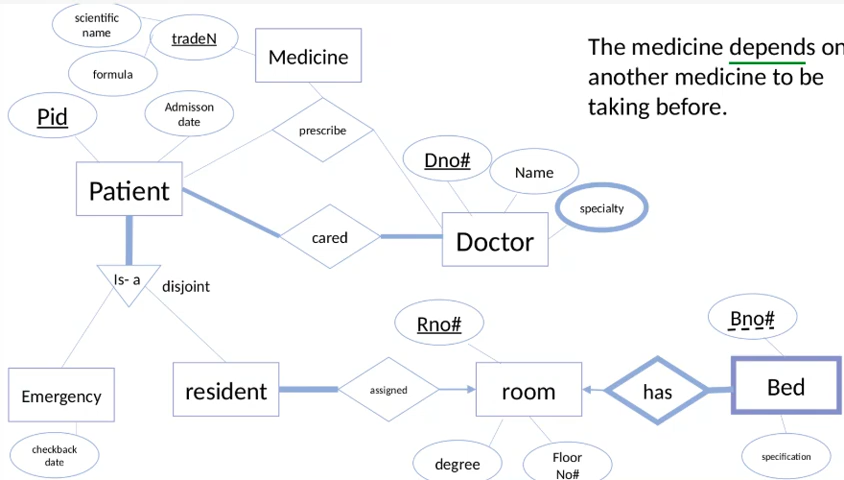 scientific
name
tradeN
Medicine
formula
The medicine depends on
another medicine to be
taking before.
Pid
Admisson
date
prescribe
Dno#
Name
Patient
specialty
cared
Doctor
Is- a
disjoint
Rno#
Bno#
Emergency
resident
assigned
room
has
Bed
checkback
date
degree
Floor
No#
specification